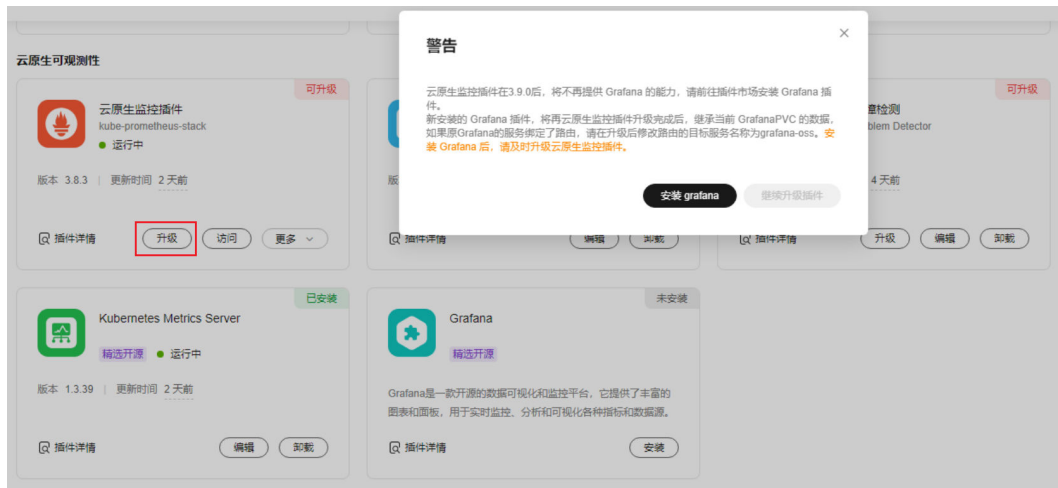 云原生可观测性
警告
云原生监控插件在3.9.0后，将不再提供 Grafana 的能力，请前往插件市场安装 Grafana 插
件。
新安装的 Grafana 插件，将再云原生监控插件升级完成后，继承当前 GrafanaPVC 的数据，
如果原Grafana的服务绑定了路由，请在升级后修改路由的目标服务名称为grafana-oss。安
装 Grafana 后，请及时升级云原生监控插件。
安装 grafana
继续升级插件
可升级
云原生监控插件
kube-prometheus-stack
运行中
版本 3.8.3 | 更新时间 2 天前
插件详情
升级
访问
更多
版
插件详情
编辑
卸载
可升级
障检测
blem Detector
4 天前
插件详情
升级
编辑
卸载
已安装
Kubernetes Metrics Server
精选开源
运行中
版本 1.3.39 | 更新时间 2 天前
插件详情
编辑
卸载
未安装
Grafana
精选开源
Grafana是一款开源的数据可视化和监控平台，它提供了丰富的
图表和面板，用于实时监控、分析和可视化各种指标和数据源。
插件详情
安装